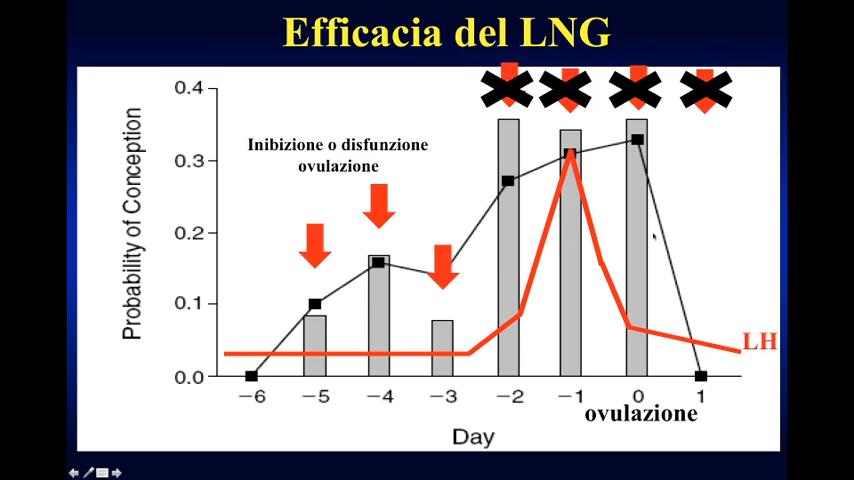 Efficacia del LNG
0.4
0.3
0.2
0.1
0.0
Probability of Conception
Inibizione o disfunzione
ovulazione
LH
−6 −5 −4 −3 −2 −1 0 1
ovulazione
Day